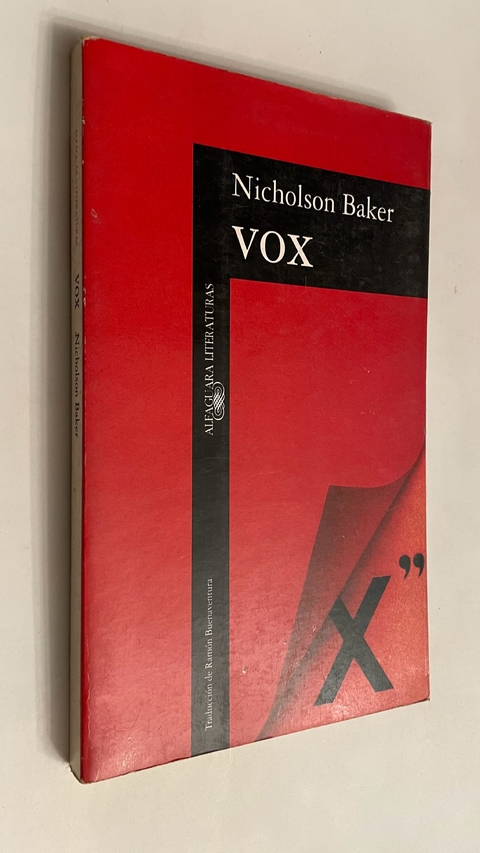 Nicholson Baker
VOX
ALFAGUARA LITERATURAS
Traducción de Ramón Buenaventura
X”
VOX Nicholson Baker